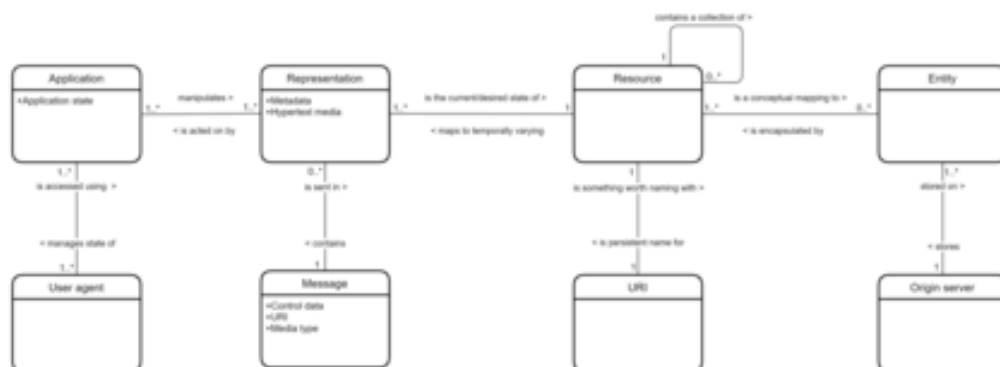 contains a collection of >
1
0..*
Application
+Application state
Representation
+Metadata
+Hypertext media
Resource
Entity
1..*
manipulates >
1..*
< is acted on by
1..*
is the current/desired state of >
1
< maps to temporally varying
1..*
is a conceptual mapping to >
0..*
< is encapsulated by
1..*
is accessed using >
< manages state of
1..*
0..*
is sent in >
< contains
1
1
is something worth naming with >
< is persistent name for
1
1..*
stored on >
< stores
1
User agent
Message
+Control data
+URI
+Media type
URI
Origin server